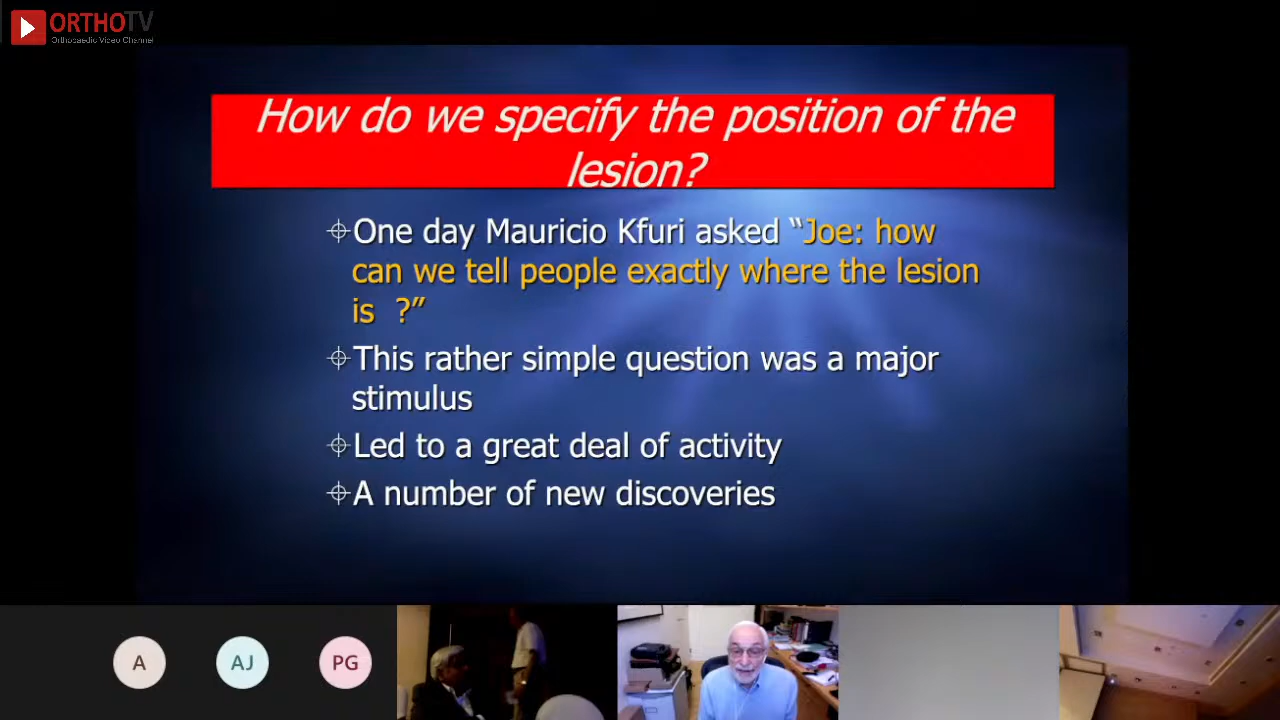 ORTHOTV
Orthopaedic Video Channel
How do we specify the position of the
lesion?
One day Mauricio Kfuri asked “Joe: how
can we tell people exactly where the lesion
is ?”
This rather simple question was a major
stimulus
Led to a great deal of activity
A number of new discoveries
A
AJ
PG